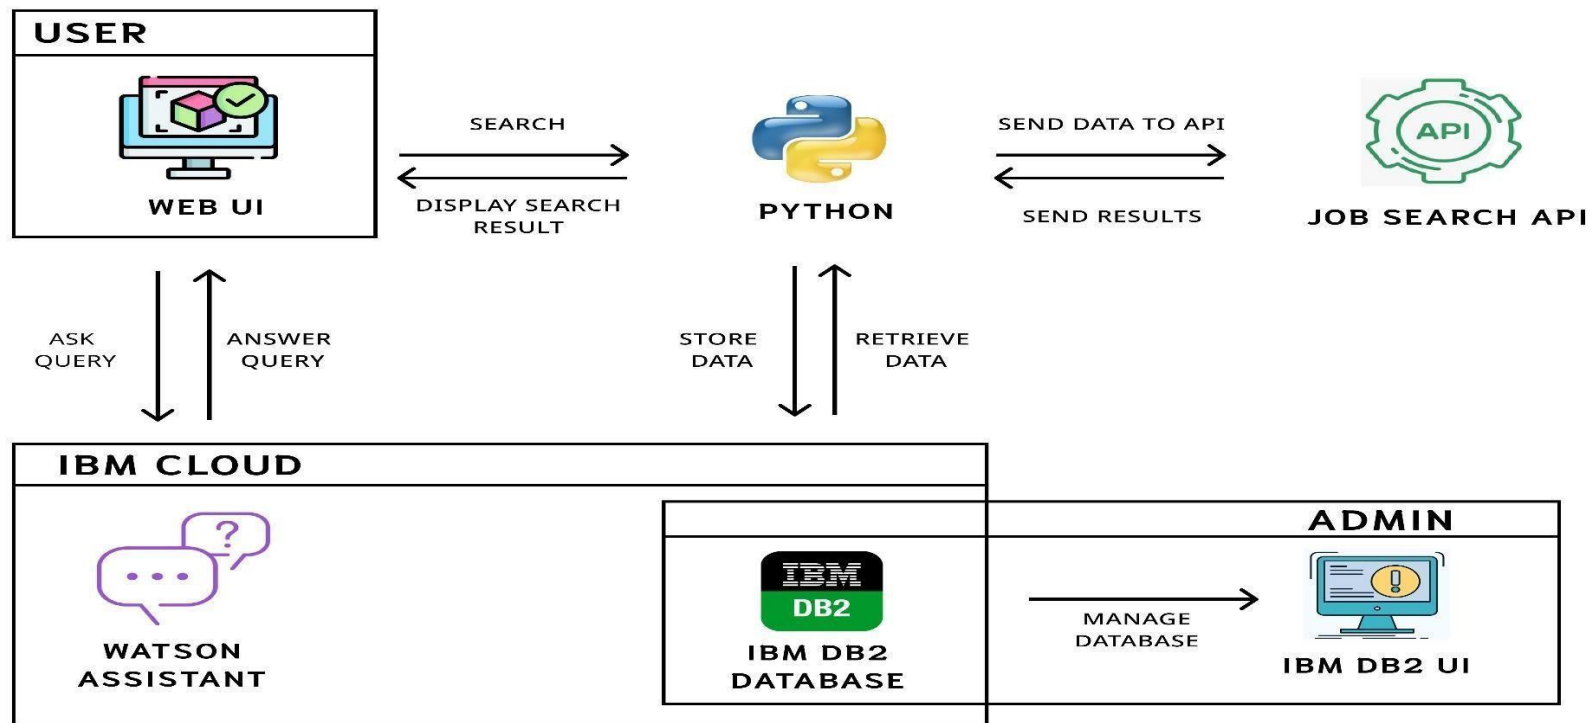 USER
WEB UI
SEARCH
DISPLAY SEARCH
RESULT
PYTHON
SEND DATA TO API
SEND RESULTS
API
JOB SEARCH API
ASK
QUERY
ANSWER
QUERY
STORE
DATA
RETRIEVE
DATA
IBM CLOUD
?
WATSON
ASSISTANT
ADMIN
IBM
DB2
IBM DB2
DATABASE
MANAGE
DATABASE
!
IBM DB2 UI